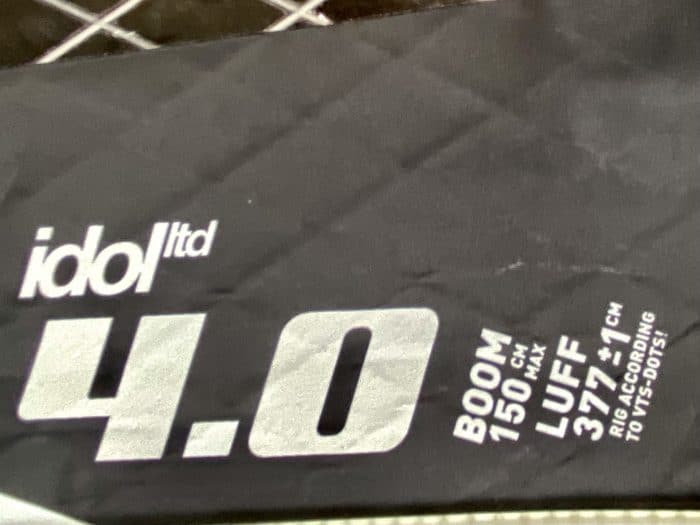 idol ltd
4.0
BOOM
150 CM
MAX
LUFF
377 ±1 CM
RIG ACCORDING
TO VTS-DOTS!